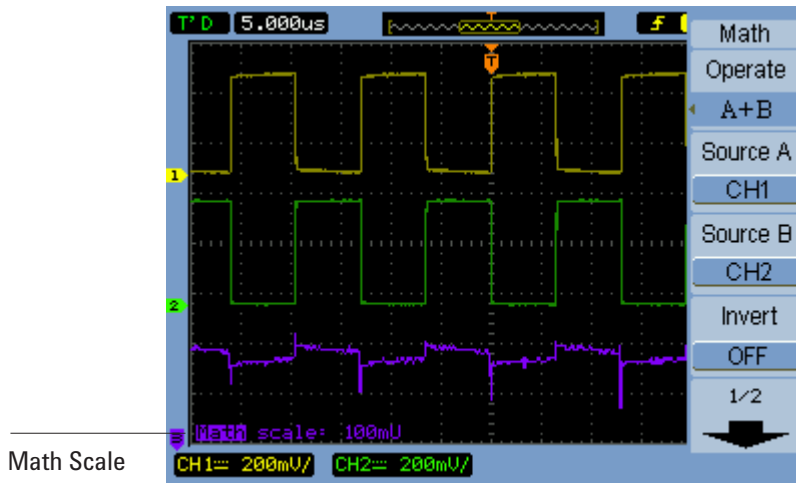 T'D 5.000us
T
Math
Operate
A+B
Source A
CH1
Source B
CH2
Invert
OFF
1/2
T
1
2
Math scale: 100mV
Math Scale
CH1 200mV/ CH2 200mV/